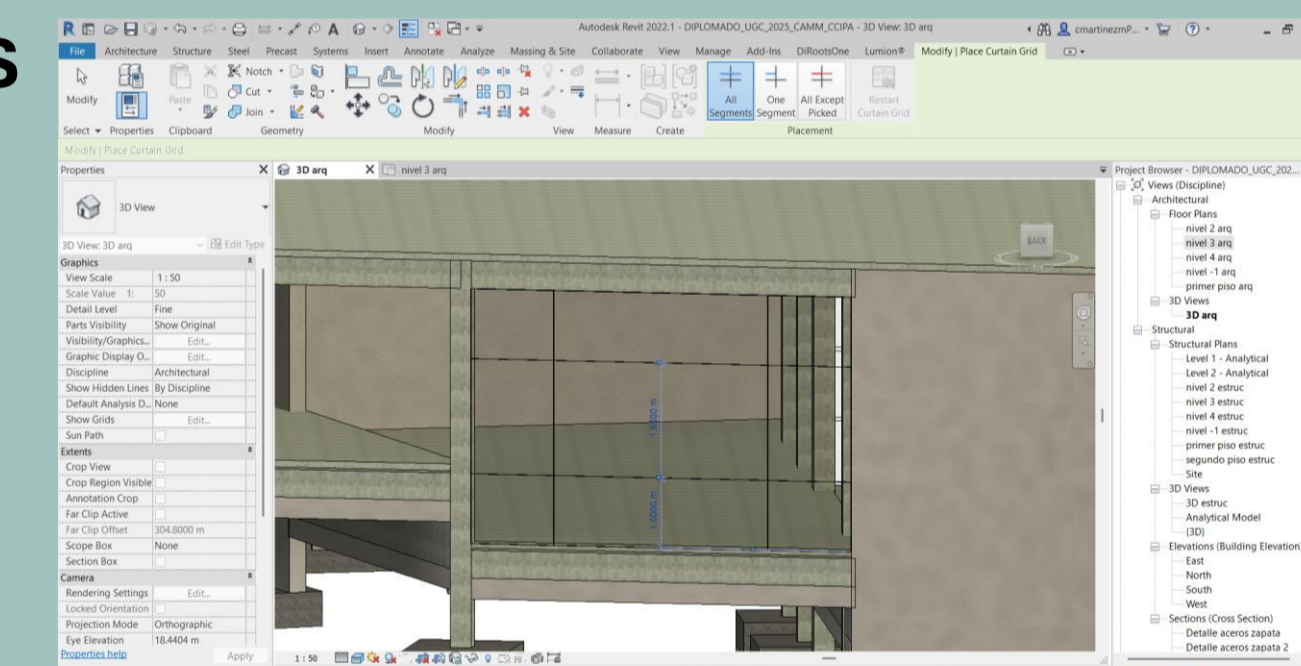 s
Autodesk Revit 2022.1 - DIPLOMADO_UGC_2025_CAMM_CCIPA - 3D View: 3D arq
cmartinezmP...
File Architecture Structure Steel Precast Systems Insert Annotate Analyze Massing & Site Collaborate View Manage Add-Ins DiRootsOne Lumion® Modify | Place Curtain Grid
Modify
Paste
Notch
Cut
Join
All Segments
One Segment
All Except Picked
Restart Curtain Grid
Select Properties Clipboard Geometry Modify View Measure Create Placement
Modify | Place Curtain Grid
Properties
3D arq
nivel 3 arq
Project Browser - DIPLOMADO_UGC_202...
3D View
3D View: 3D arq
Edit Type
Graphics
View Scale 1 : 50
Scale Value 1: 50
Detail Level Fine
Parts Visibility Show Original
Visibility/Graphics... Edit...
Graphic Display O... Edit...
Discipline Architectural
Show Hidden Lines By Discipline
Default Analysis D... None
Show Grids Edit...
Sun Path
Extents
Crop View
Crop Region Visible
Annotation Crop
Far Clip Active
Far Clip Offset 304.8000 m
Scope Box None
Section Box
Camera
Rendering Settings Edit...
Locked Orientation
Projection Mode Orthographic
Eye Elevation 18.4404 m
Properties help
Apply
BACK
1.6500 m
1.0000 m
1 : 50
Views (Discipline)
Architectural
Floor Plans
nivel 2 arq
nivel 3 arq
nivel 4 arq
nivel -1 arq
primer piso arq
3D Views
3D arq
Structural
Structural Plans
Level 1 - Analytical
Level 2 - Analytical
nivel 2 estruc
nivel 3 estruc
nivel 4 estruc
nivel -1 estruc
primer piso estruc
segundo piso estruc
Site
3D Views
3D estruc
Analytical Model
{3D}
Elevations (Building Elevation)
East
North
South
West
Sections (Cross Section)
Detalle aceros zapata
Detalle aceros zapata 2